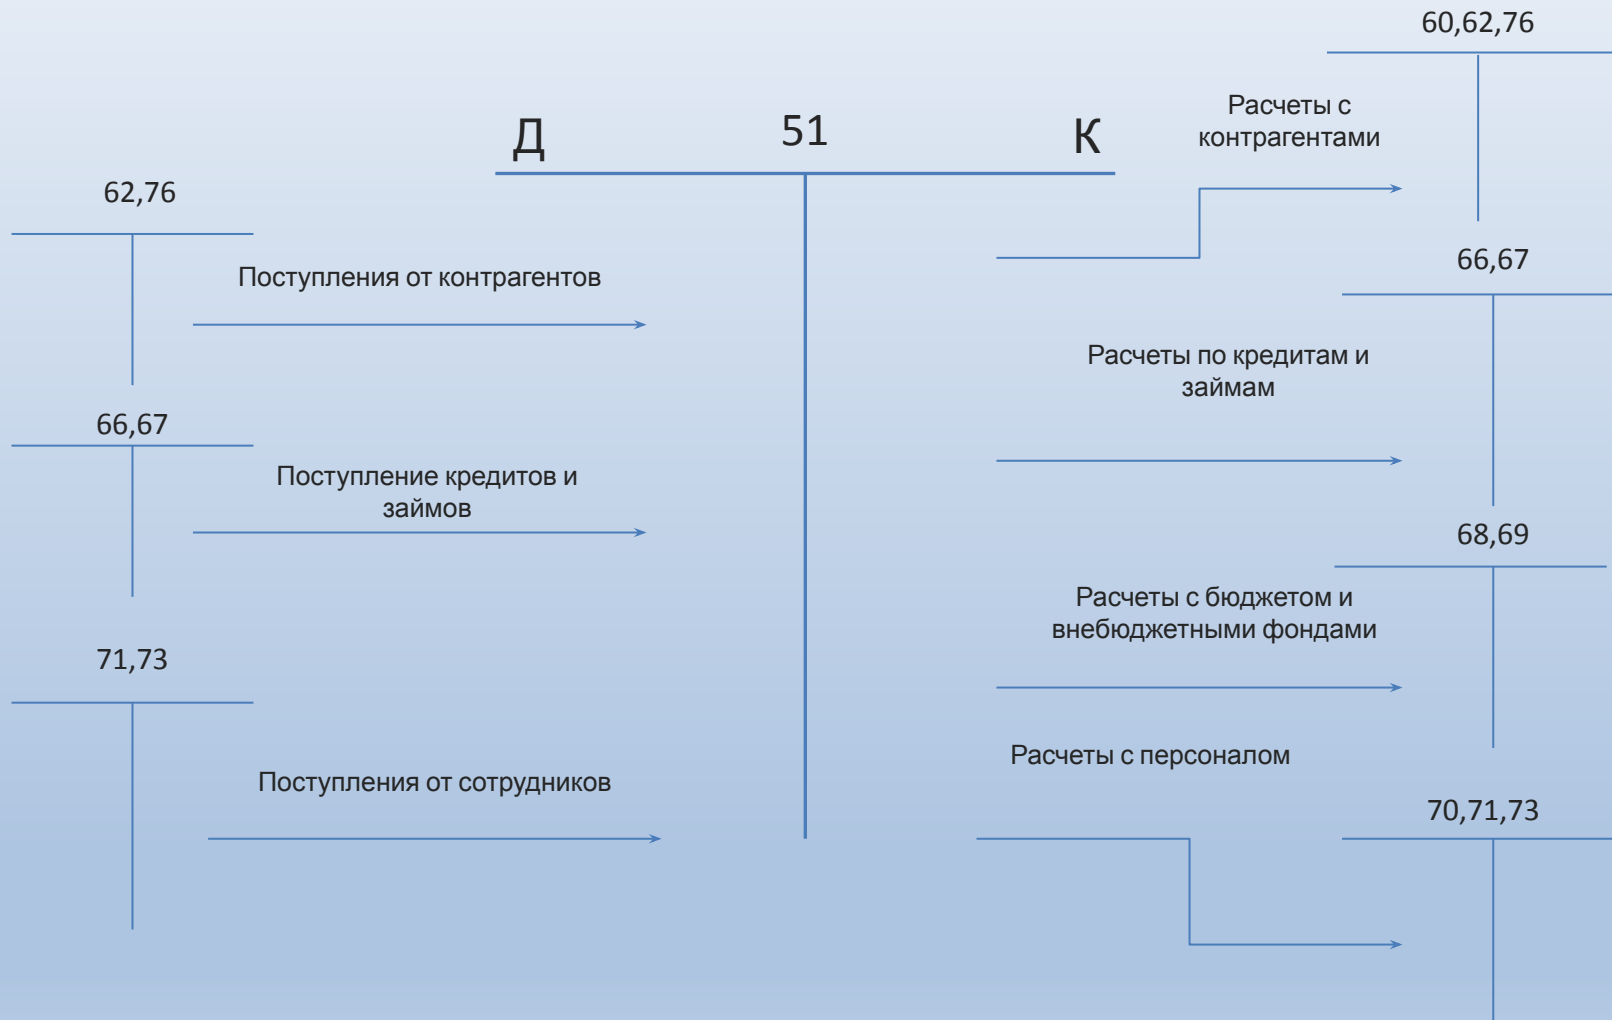 60,62,76
Расчеты с
контрагентами
Д
51
К
62,76
Поступления от контрагентов
66,67
Расчеты по кредитам и
займам
66,67
Поступление кредитов и
займов
68,69
Расчеты с бюджетом и
внебюджетными фондами
71,73
Поступления от сотрудников
Расчеты с персоналом
70,71,73